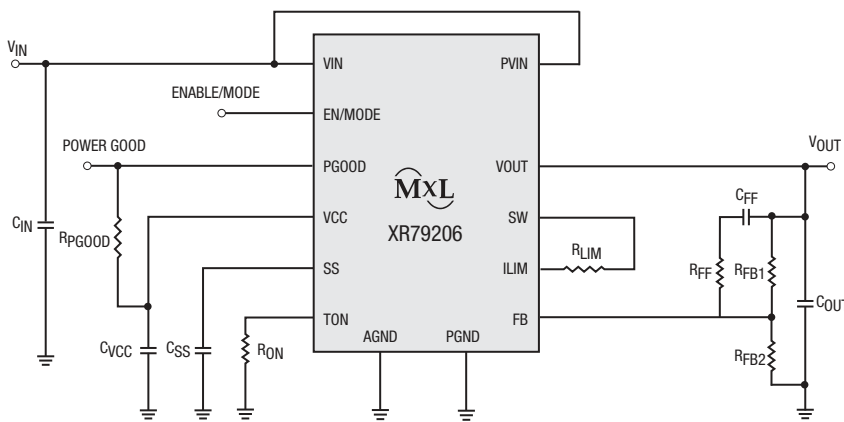 VIN
VIN
PVIN
ENABLE/MODE
EN/MODE
POWER GOOD
PGOOD
VOUT
VOUT
MXL
XR79206
CFF
CIN
RPGOOD
VCC
SW
RLIM
RFF
RFB1
SS
ILIM
COUT
TON
FB
CVCC
CSS
RON
AGND
PGND
RFB2